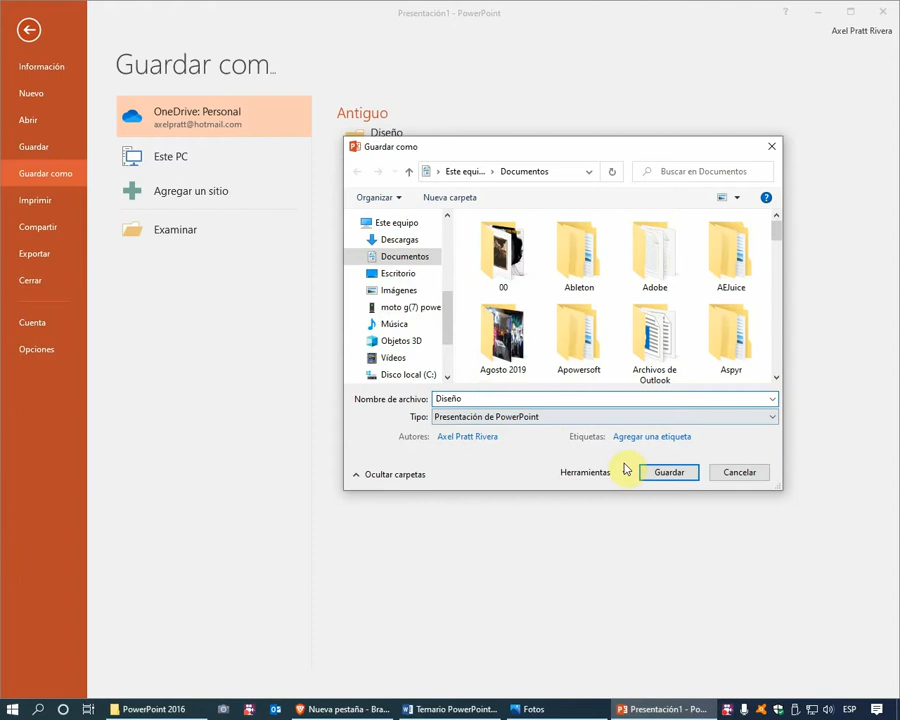 Presentación1 - PowerPoint
?
Axel Pratt Rivera
Información
Nuevo
Abrir
Guardar
Guardar como
Imprimir
Compartir
Exportar
Cerrar
Cuenta
Opciones
Guardar com...
OneDrive: Personal
axelpratt@hotmail.com
Este PC
Agregar un sitio
Examinar
Antiguo
Diseño
Guardar como
Este equi... > Documentos
Buscar en Documentos
Organizar
Nueva carpeta
Este equipo
Descargas
Documentos
Escritorio
Imágenes
moto g(7) powe
Música
Objetos 3D
Vídeos
Disco local (C:)
00
Ableton
Adobe
AEJuice
Agosto 2019
Apowersoft
Archivos de
Outlook
Aspyr
Nombre de archivo: Diseño
Tipo: Presentación de PowerPoint
Autores: Axel Pratt Rivera
Etiquetas: Agregar una etiqueta
Ocultar carpetas
Herramientas
Guardar
Cancelar
PowerPoint 2016
Nueva pestaña - Bra...
Temario PowerPoint...
Fotos
Presentación1 - Po...
ESP